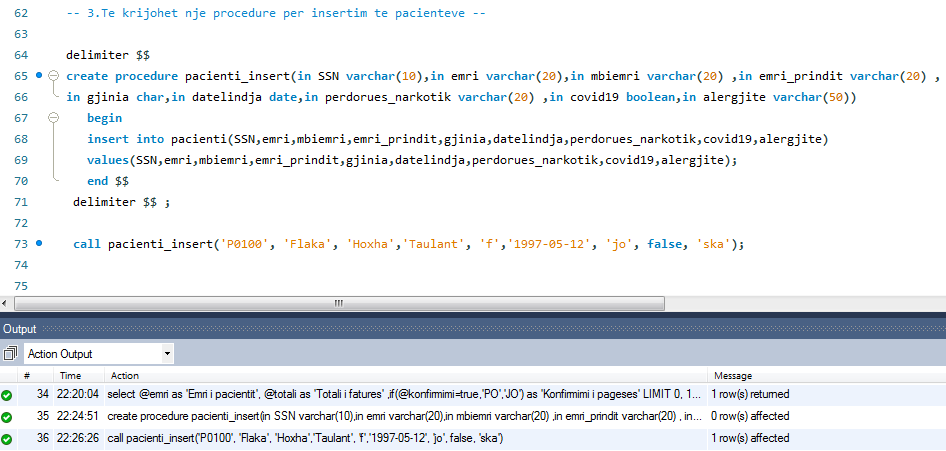 62 -- 3.Te krijohet nje procedure per insertim te pacienteve --
63
64 delimiter $$
65 create procedure pacienti_insert(in SSN varchar(10),in emri varchar(20),in mbiemri varchar(20) ,in emri_prindit varchar(20) ,
66 in gjinia char,in datelindja date,in perdorues_narkotik varchar(20) ,in covid19 boolean,in alergjite varchar(50))
67 begin
68 insert into pacienti(SSN,emri,mbiemri,emri_prindit,gjinia,datelindja,perdorues_narkotik,covid19,alergjite)
69 values(SSN,emri,mbiemri,emri_prindit,gjinia,datelindja,perdorues_narkotik,covid19,alergjite);
70 end $$
71 delimiter $$ ;
72
73 call pacienti_insert('P0100', 'Flaka', 'Hoxha','Taulant', 'f','1997-05-12', 'jo', false, 'ska');
74
75
Output
Action Output
# Time Action Message
34 22:20:04 select @emri as 'Emri i pacientit', @totali as 'Totali i fatures' ,if(@konfirmimi=true,'PO','JO') as 'Konfirmimi i pageses' LIMIT 0, 1... 1 row(s) returned
35 22:24:51 create procedure pacienti_insert(in SSN varchar(10),in emri varchar(20),in mbiemri varchar(20) ,in emri_prindit varchar(20) , in... 0 row(s) affected
36 22:26:26 call pacienti_insert('P0100', 'Flaka', 'Hoxha','Taulant', 'f','1997-05-12', 'jo', false, 'ska') 1 row(s) affected